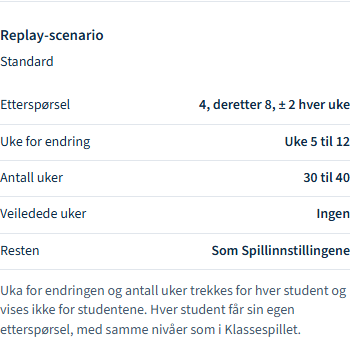 Replay-scenario
Standard
Etterspørsel 4, deretter 8, ± 2 hver uke
Uke for endring Uke 5 til 12
Antall uker 30 til 40
Veiledede uker Ingen
Resten Som Spillinnstillingene
Uka for endringen og antall uker trekkes for hver student og
vises ikke for studentene. Hver student får sin egen
etterspørsel, med samme nivåer som i Klassespillet.